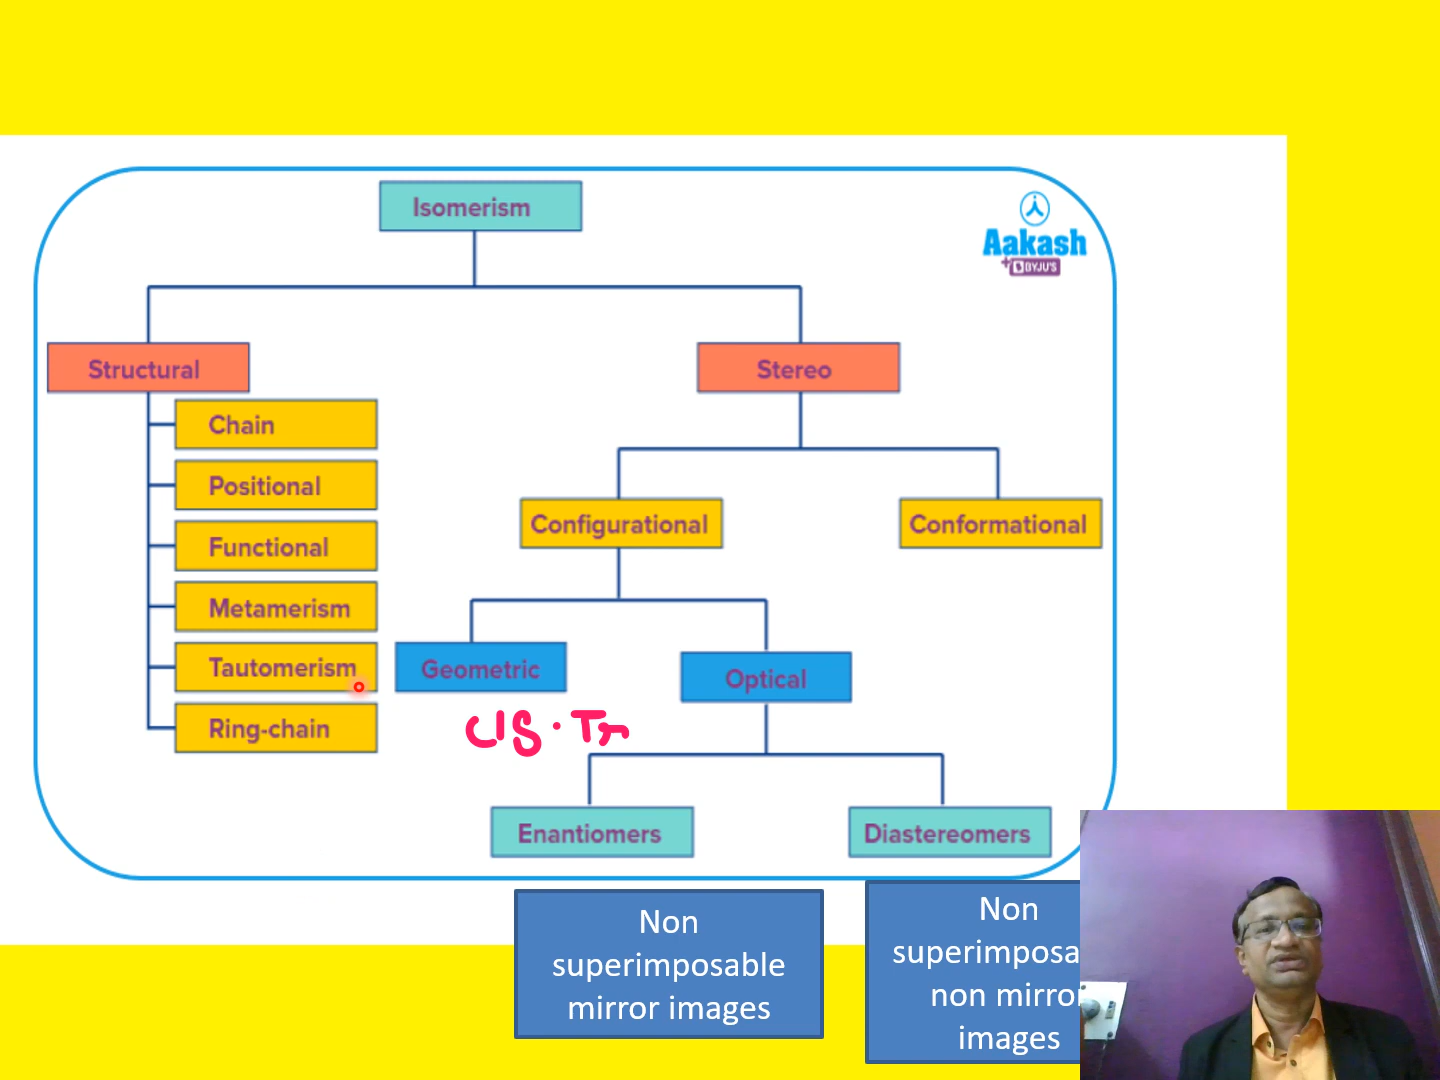 Isomerism
Aakash
+ BYJU'S
Structural
Stereo
Chain
Positional
Functional
Metamerism
Tautomerism
Ring-chain
Configurational
Conformational
Geometric
Optical
CIS · Tr
Enantiomers
Diastereomers
Non
superimposable
mirror images
Non
superimposa
non mirror
images